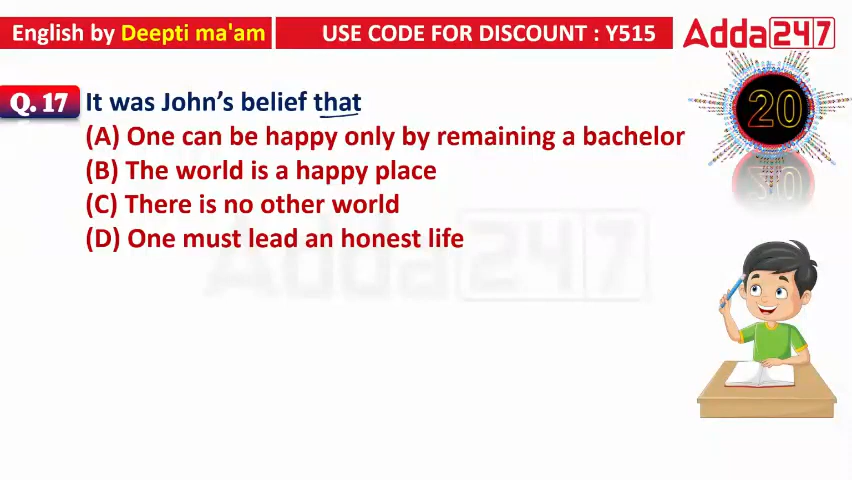 English by Deepti ma'am
USE CODE FOR DISCOUNT : Y515
Adda247
Q. 17 It was John's belief that
(A) One can be happy only by remaining a bachelor
(B) The world is a happy place
(C) There is no other world
(D) One must lead an honest life
20
Adda247